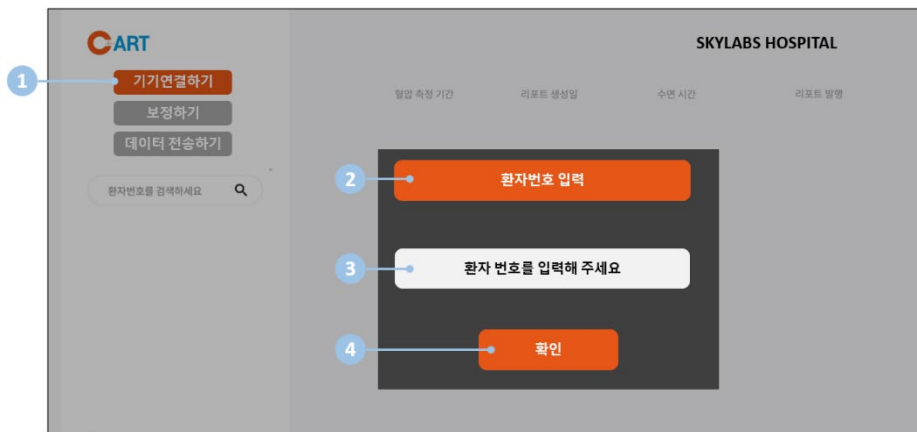 CART
SKYLABS HOSPITAL
1
기기연결하기
보정하기
데이터 전송하기
환자번호를 검색하세요
혈압 측정 기간 리포트 생성일 수면 시간 리포트 발행
2
환자번호 입력
3
환자 번호를 입력해 주세요
4
확인